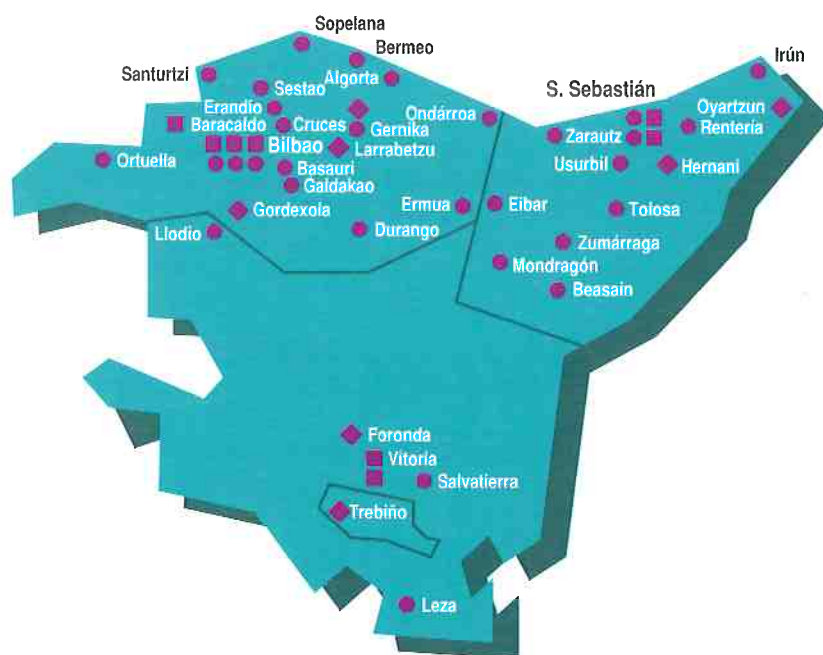 Sopelana
Bermeo
Irún
Santurtzi
Algorta
Sestao
S. Sebastián
Oyartzun
Erandio
Ondárroa
Baracaldo
Cruces
Gernika
Zarautz
Rentería
Bilbao
Larrabetzu
Ortuella
Basauri
Usurbil
Hernani
Galdakao
Gordexola
Ermua
Eibar
Tolosa
Llodio
Durango
Zumárraga
Mondragón
Beasain
Foronda
Vitoria
Salvatierra
Trebiño
Leza